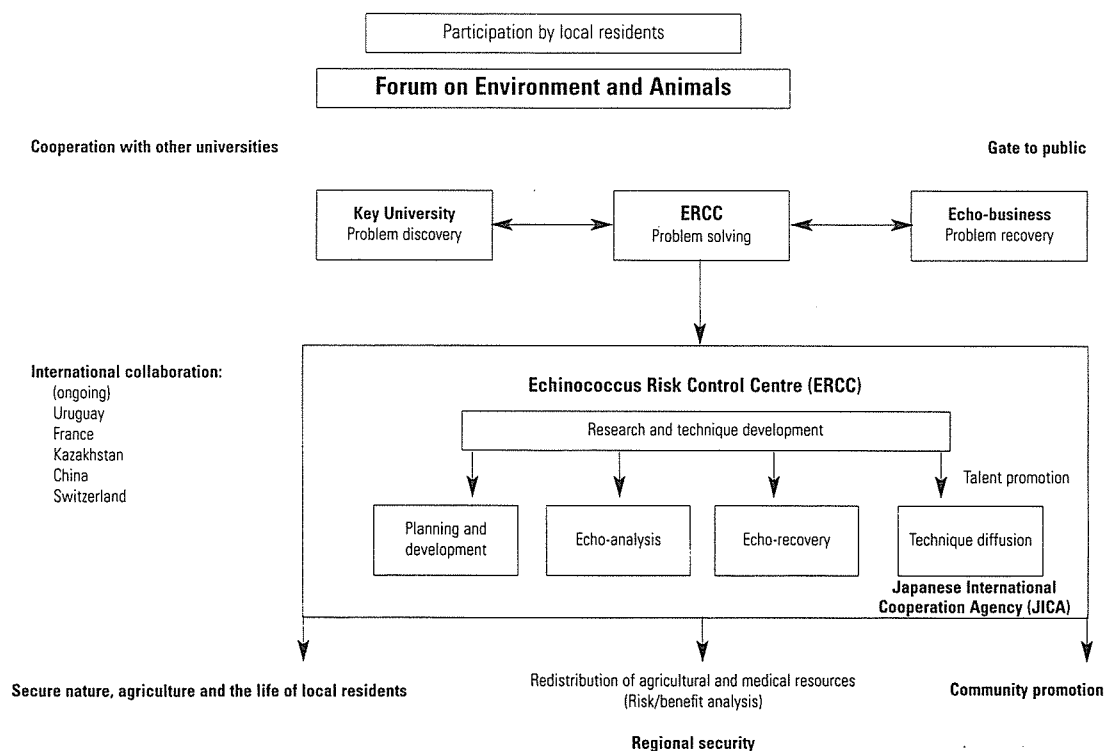 Participation by local residents
Forum on Environment and Animals
Cooperation with other universities
Gate to public
Key University
Problem discovery
ERCC
Problem solving
Echo-business
Problem recovery
International collaboration:
(ongoing)
Uruguay
France
Kazakhstan
China
Switzerland
Echinococcus Risk Control Centre (ERCC)
Research and technique development
Talent promotion
Planning and
development
Echo-analysis
Echo-recovery
Technique diffusion
Japanese International
Cooperation Agency (JICA)
Secure nature, agriculture and the life of local residents
Redistribution of agricultural and medical resources
(Risk/benefit analysis)
Community promotion
Regional security